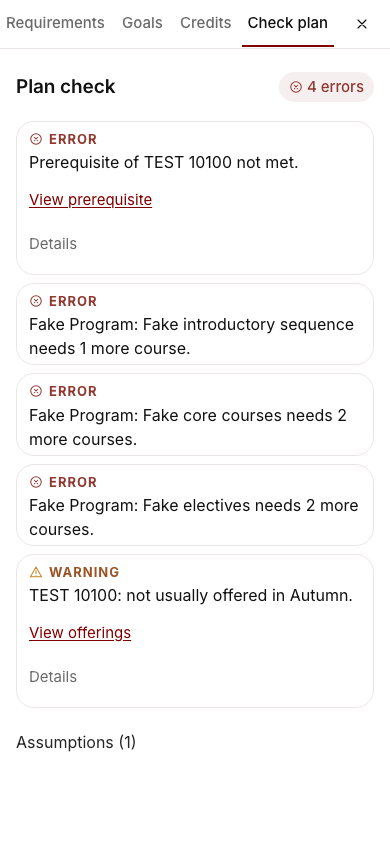 Requirements Goals Credits Check plan
Plan check
4 errors
ERROR
Prerequisite of TEST 10100 not met.
View prerequisite
Details
ERROR
Fake Program: Fake introductory sequence
needs 1 more course.
ERROR
Fake Program: Fake core courses needs 2
more courses.
ERROR
Fake Program: Fake electives needs 2 more
courses.
WARNING
TEST 10100: not usually offered in Autumn.
View offerings
Details
Assumptions (1)